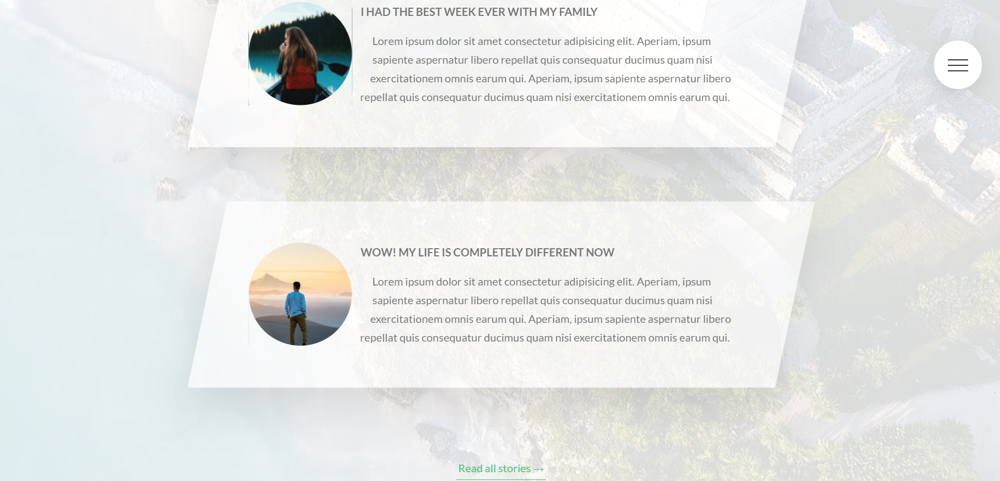 I HAD THE BEST WEEK EVER WITH MY FAMILY
Lorem ipsum dolor sit amet consectetur adipisicing elit. Aperiam, ipsum
sapiente aspernatur libero repellat quis consequatur ducimus quam nisi
exercitationem omnis earum qui. Aperiam, ipsum sapiente aspernatur libero
repellat quis consequatur ducimus quam nisi exercitationem omnis earum qui.
WOW! MY LIFE IS COMPLETELY DIFFERENT NOW
Lorem ipsum dolor sit amet consectetur adipisicing elit. Aperiam, ipsum
sapiente aspernatur libero repellat quis consequatur ducimus quam nisi
exercitationem omnis earum qui. Aperiam, ipsum sapiente aspernatur libero
repellat quis consequatur ducimus quam nisi exercitationem omnis earum qui.
Read all stories →